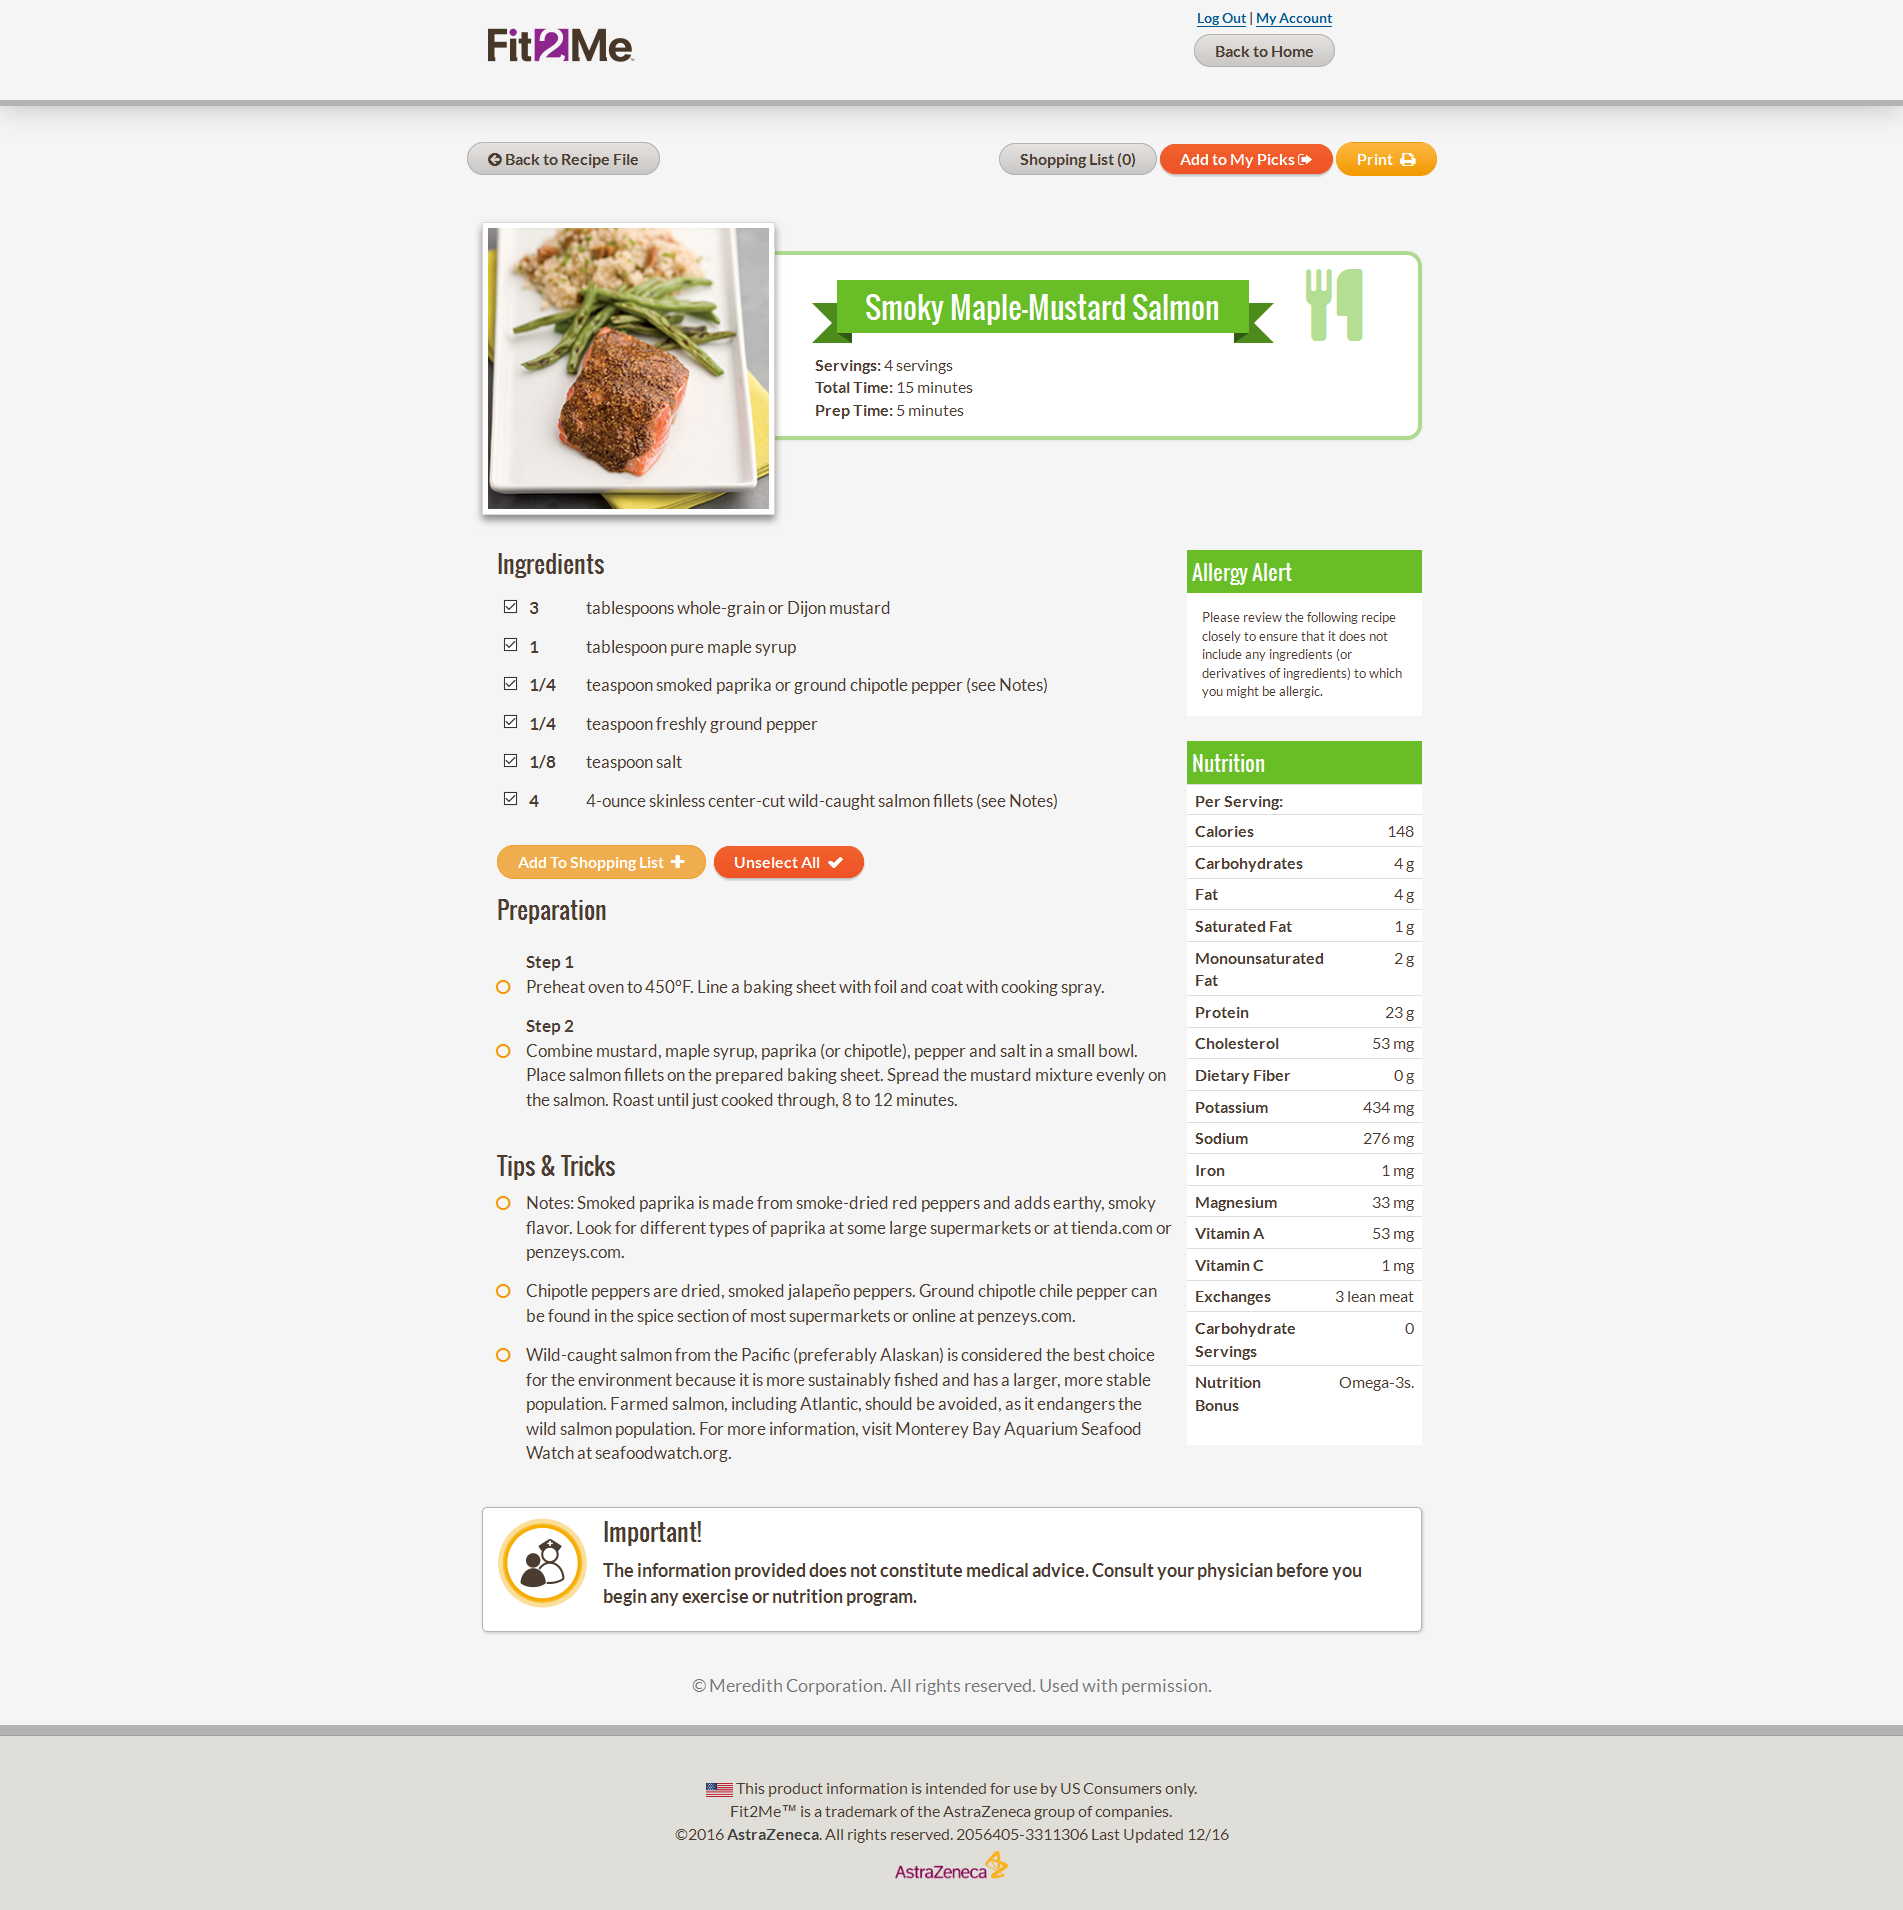 Fit2Me
Log Out | My Account
Back to Home
Back to Recipe File
Shopping List (0)
Add to My Picks
Print
Smoky Maple-Mustard Salmon
Servings: 4 servings
Total Time: 15 minutes
Prep Time: 5 minutes
Ingredients
3 tablespoons whole-grain or Dijon mustard
1 tablespoon pure maple syrup
1/4 teaspoon smoked paprika or ground chipotle pepper (see Notes)
1/4 teaspoon freshly ground pepper
1/8 teaspoon salt
4 4-ounce skinless center-cut wild-caught salmon fillets (see Notes)
Add To Shopping List
Unselect All
Preparation
Step 1
Preheat oven to 450°F. Line a baking sheet with foil and coat with cooking spray.
Step 2
Combine mustard, maple syrup, paprika (or chipotle), pepper and salt in a small bowl.
Place salmon fillets on the prepared baking sheet. Spread the mustard mixture evenly on
the salmon. Roast until just cooked through, 8 to 12 minutes.
Tips & Tricks
Notes: Smoked paprika is made from smoke-dried red peppers and adds earthy, smoky
flavor. Look for different types of paprika at some large supermarkets or at tienda.com or
penzeys.com.
Chipotle peppers are dried, smoked jalapeño peppers. Ground chipotle chile pepper can
be found in the spice section of most supermarkets or online at penzeys.com.
Wild-caught salmon from the Pacific (preferably Alaskan) is considered the best choice
for the environment because it is more sustainably fished and has a larger, more stable
population. Farmed salmon, including Atlantic, should be avoided, as it endangers the
wild salmon population. For more information, visit Monterey Bay Aquarium Seafood
Watch at seafoodwatch.org.
Allergy Alert
Please review the following recipe
closely to ensure that it does not
include any ingredients (or
derivatives of ingredients) to which
you might be allergic.
Nutrition
Per Serving:
Calories 148
Carbohydrates 4 g
Fat 4 g
Saturated Fat 1 g
Monounsaturated 2 g
Fat
Protein 23 g
Cholesterol 53 mg
Dietary Fiber 0 g
Potassium 434 mg
Sodium 276 mg
Iron 1 mg
Magnesium 33 mg
Vitamin A 53 mg
Vitamin C 1 mg
Exchanges 3 lean meat
Carbohydrate 0
Servings
Nutrition Omega-3s.
Bonus
Important!
The information provided does not constitute medical advice. Consult your physician before you
begin any exercise or nutrition program.
© Meredith Corporation. All rights reserved. Used with permission.
This product information is intended for use by US Consumers only.
Fit2Me™ is a trademark of the AstraZeneca group of companies.
©2016 AstraZeneca. All rights reserved. 2056405-3311306 Last Updated 12/16
AstraZeneca